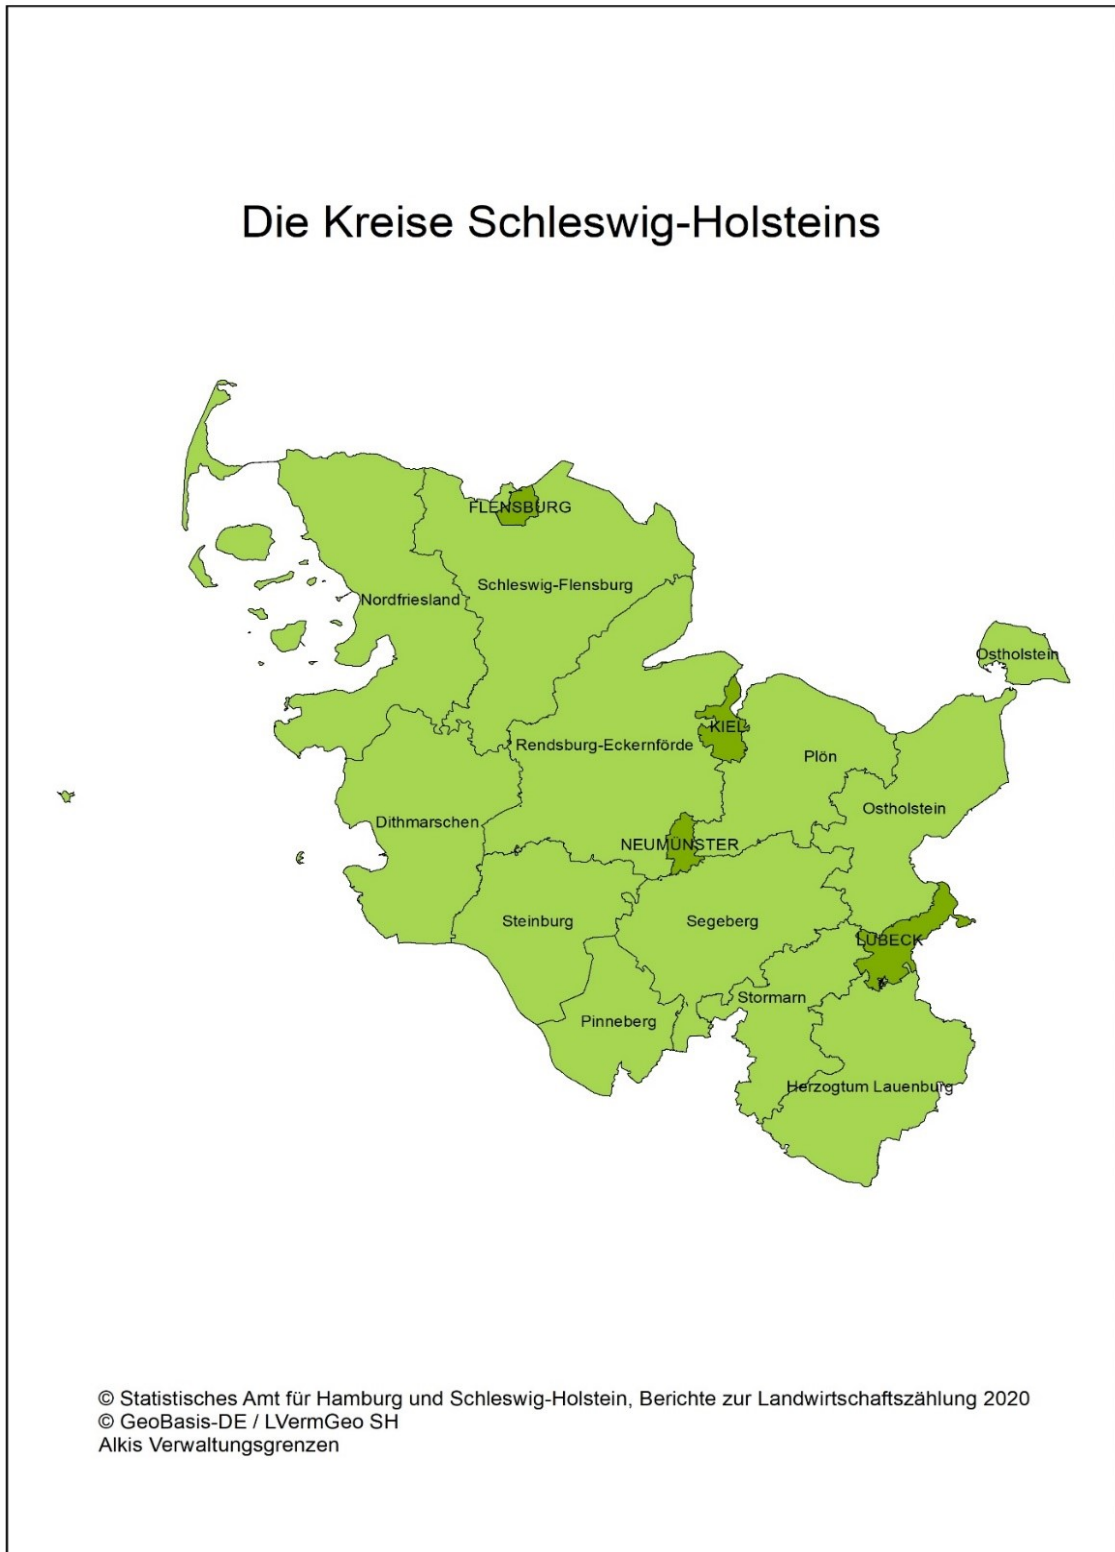 Die Kreise Schleswig-Holsteins
FLENSBURG
Schleswig-Flensburg
Nordfriesland
Ostholstein
KIEL
Rendsburg-Eckernförde
Plön
Ostholstein
Dithmarschen
NEUMÜNSTER
Steinburg
Segeberg
LÜBECK
Stormarn
Pinneberg
Herzogtum Lauenburg
© Statistisches Amt für Hamburg und Schleswig-Holstein, Berichte zur Landwirtschaftszählung 2020
© GeoBasis-DE / LVermGeo SH
Alkis Verwaltungsgrenzen